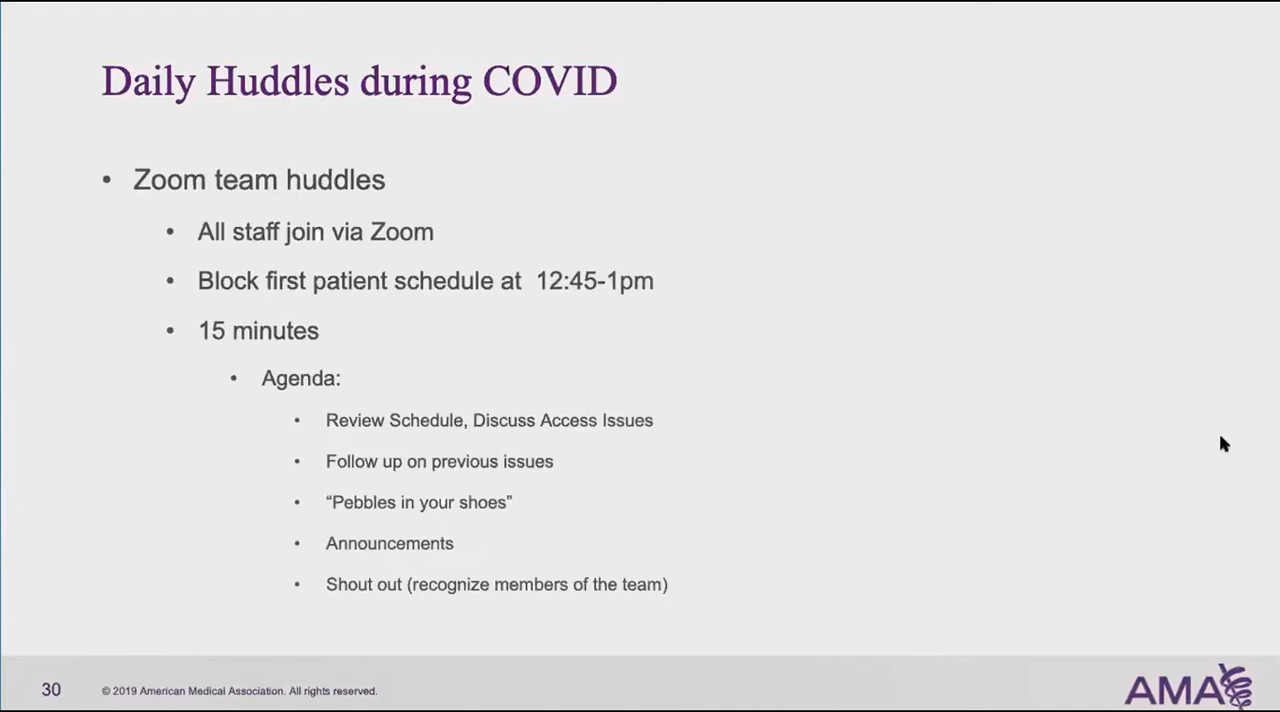 Daily Huddles during COVID
• Zoom team huddles
• All staff join via Zoom
• Block first patient schedule at  12:45-1pm
• 15 minutes
• Agenda:
• Review Schedule, Discuss Access Issues
• Follow up on previous issues
• “Pebbles in your shoes”
• Announcements
• Shout out (recognize members of the team)
30
© 2019 American Medical Association. All rights reserved.
AMA